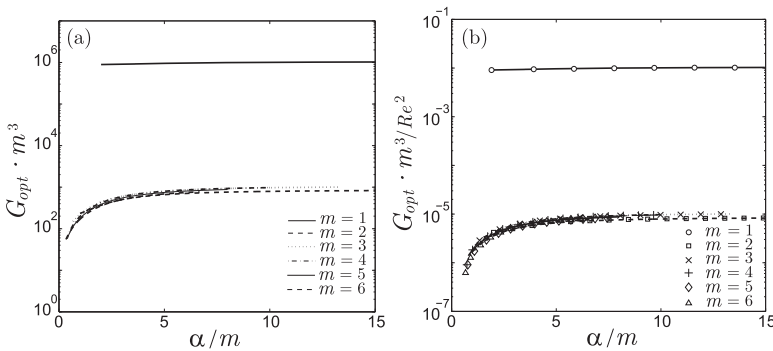 (a)
10^6
10^4
10^2
10^0
G_opt · m^3
0
5
10
15
α/m
m = 1
m = 2
m = 3
m = 4
m = 5
m = 6
(b)
10^-1
10^-3
10^-5
10^-7
G_opt · m^3/Re^2
0
5
10
15
α/m
m = 1
m = 2
m = 3
m = 4
m = 5
m = 6